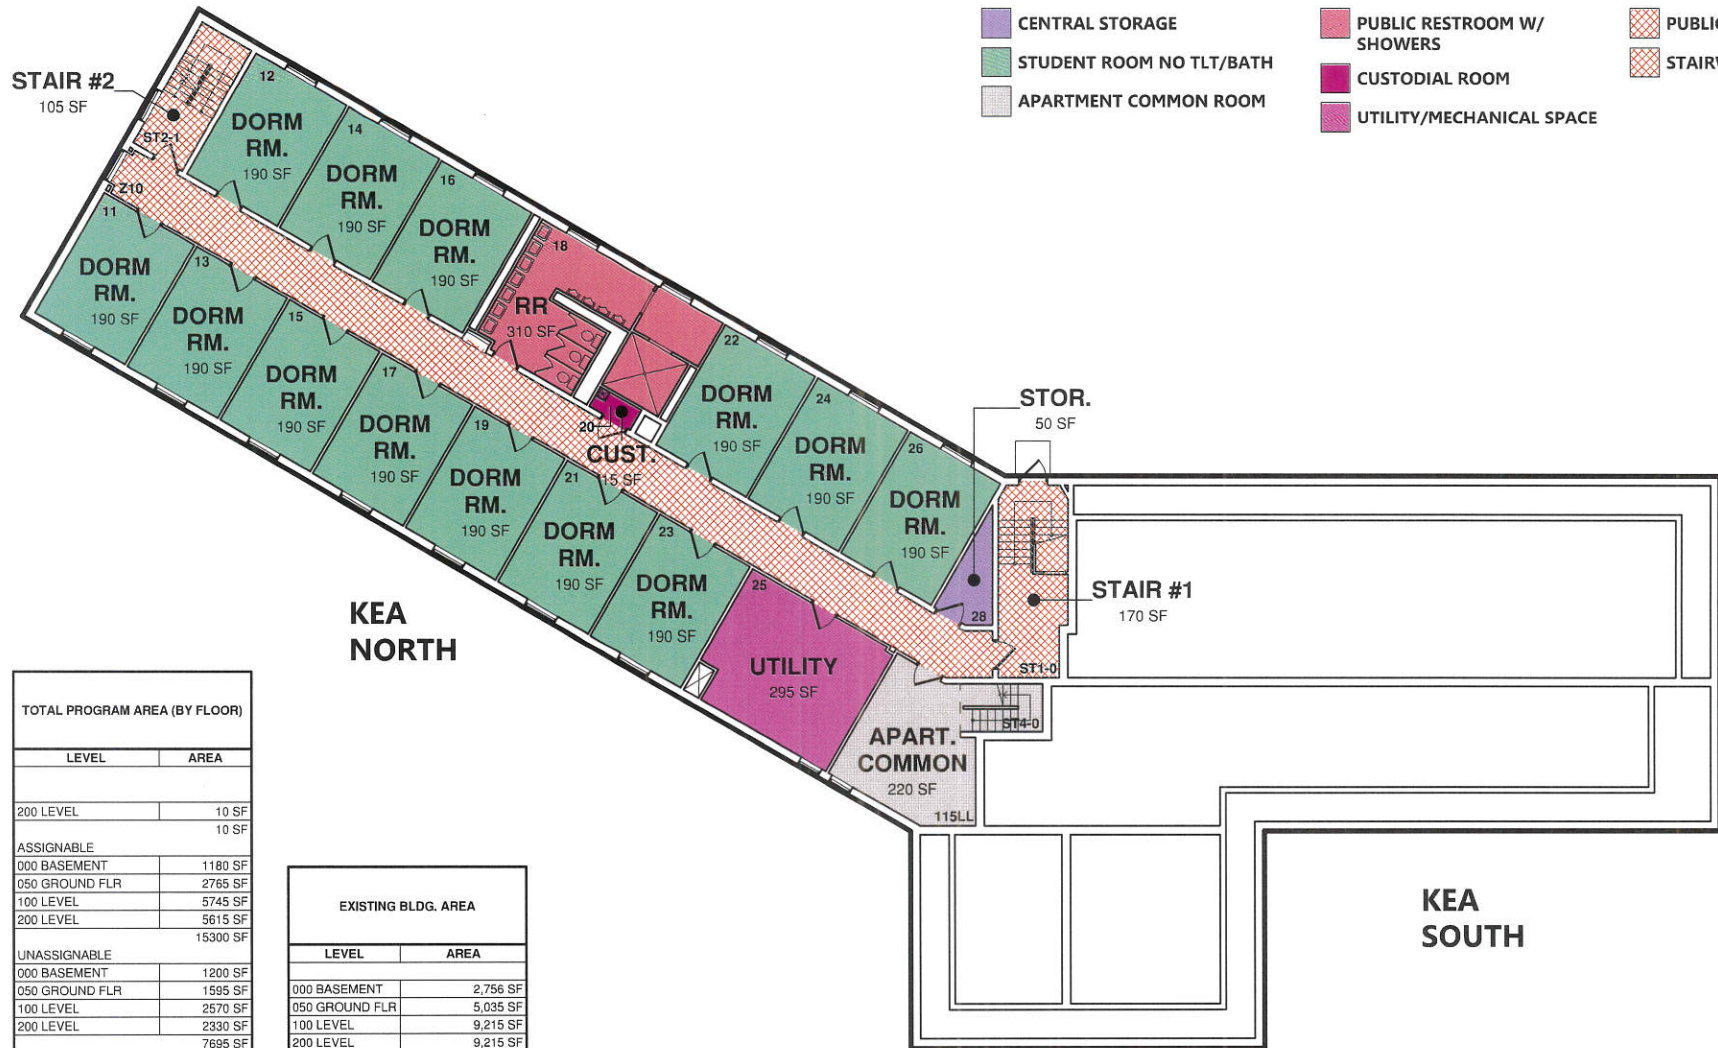 CENTRAL STORAGE
STUDENT ROOM NO TLT/BATH
APARTMENT COMMON ROOM
PUBLIC RESTROOM W/
SHOWERS
CUSTODIAL ROOM
UTILITY/MECHANICAL SPACE
PUBLIC
STAIR
STAIR #2
105 SF
ST2-1
Z10
12
DORM
RM.
190 SF
14
DORM
RM.
190 SF
16
DORM
RM.
190 SF
18
RR
310 SF
20
CUST.
15 SF
22
DORM
RM.
190 SF
24
DORM
RM.
190 SF
26
DORM
RM.
190 SF
STOR.
50 SF
28
STAIR #1
170 SF
ST1-0
11
DORM
RM.
190 SF
13
DORM
RM.
190 SF
15
DORM
RM.
190 SF
17
DORM
RM.
190 SF
19
DORM
RM.
190 SF
21
DORM
RM.
190 SF
23
DORM
RM.
190 SF
25
UTILITY
295 SF
APART.
COMMON
220 SF
115LL
ST4-0
KEA
NORTH
KEA
SOUTH
TOTAL PROGRAM AREA (BY FLOOR)
LEVEL AREA
200 LEVEL 10 SF
10 SF
ASSIGNABLE
000 BASEMENT 1180 SF
050 GROUND FLR 2765 SF
100 LEVEL 5745 SF
200 LEVEL 5615 SF
15300 SF
UNASSIGNABLE
000 BASEMENT 1200 SF
050 GROUND FLR 1595 SF
100 LEVEL 2570 SF
200 LEVEL 2330 SF
7695 SF
EXISTING BLDG. AREA
LEVEL AREA
000 BASEMENT 2,756 SF
050 GROUND FLR 5,035 SF
100 LEVEL 9,215 SF
200 LEVEL 9,215 SF